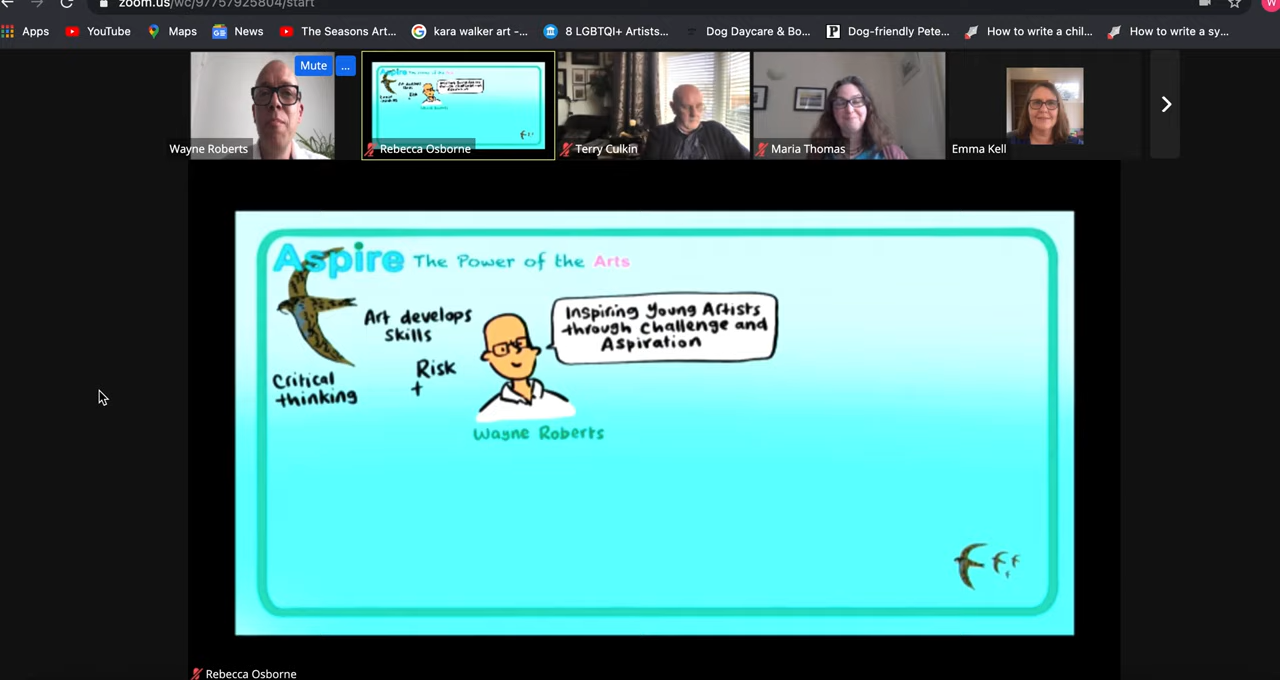 zoom.us/wc/97757925804/start
Apps
YouTube
Maps
News
The Seasons Art...
kara walker art -...
8 LGBTQI+ Artists...
Dog Daycare & Bo...
Dog-friendly Pete...
How to write a chil...
How to write a sy...
W
Mute
...
Wayne Roberts
Rebecca Osborne
Terry Culkin
Maria Thomas
Emma Kell
Aspire The Power of the Arts
Art develops
skills
Critical
thinking
Risk
+
Inspiring Young Artists
through Challenge and
Aspiration
Wayne Roberts
Rebecca Osborne